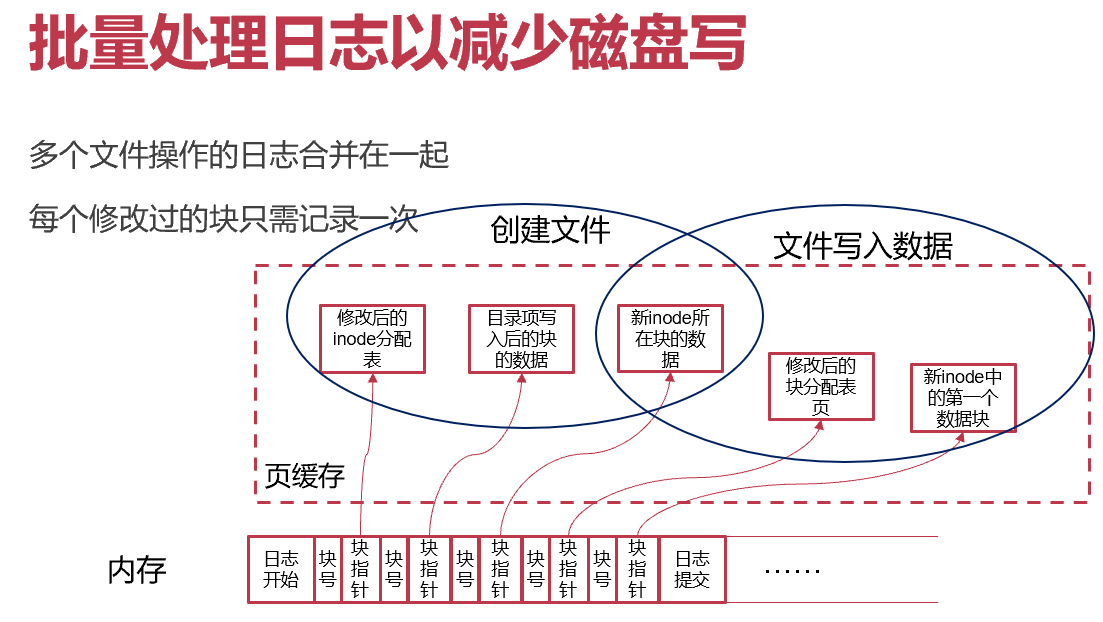 批量处理日志以减少磁盘写
多个文件操作的日志合并在一起
每个修改过的块只需记录一次
创建文件
文件写入数据
修改后的
inode分配
表
目录项写
入后的块
的数据
新inode所
在块的数
据
修改后的
块分配表
页
新inode中
的第一个
数据块
页缓存
内存
日志
开始
块
号
块
指
针
块
号
块
指
针
块
号
块
指
针
块
号
块
指
针
块
号
块
指
针
日志
提交
······